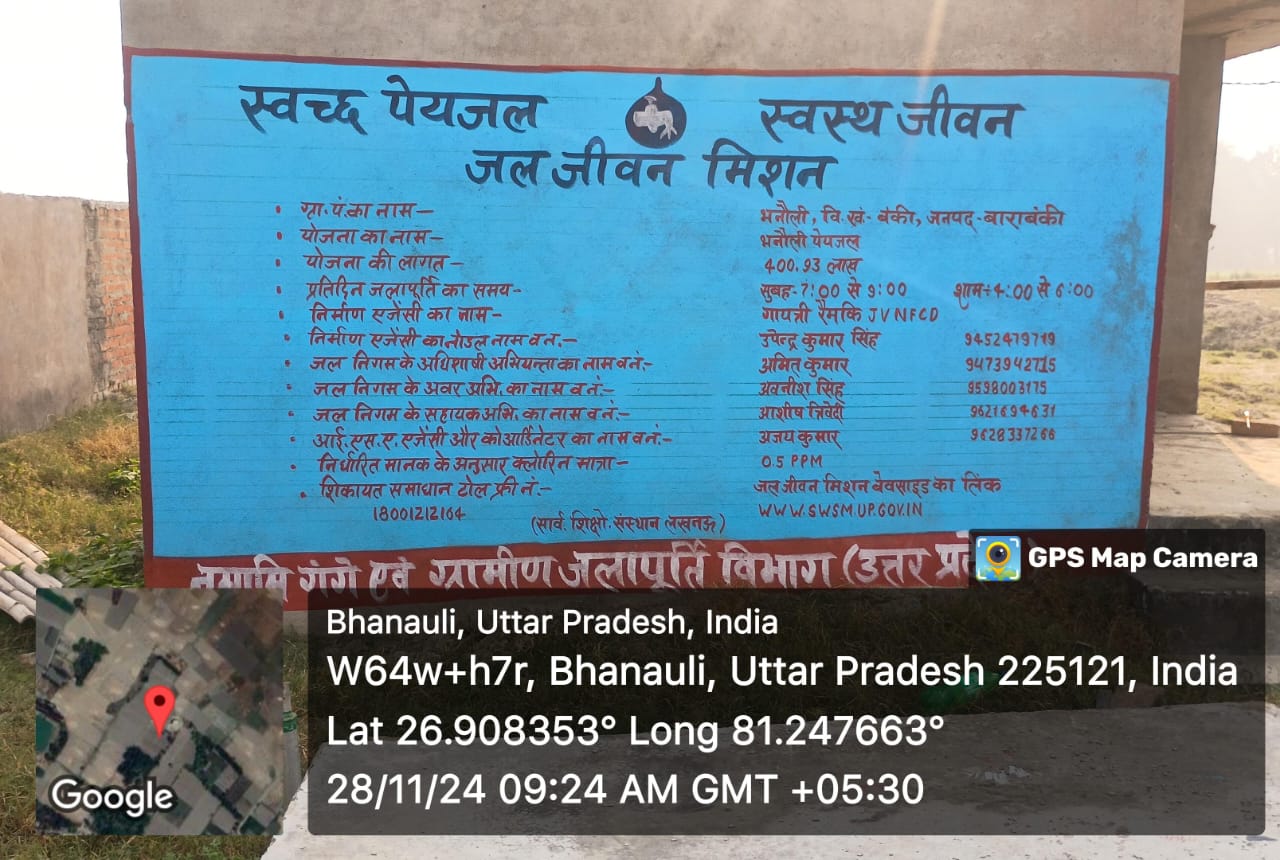 स्वच्छ पेयजल स्वस्थ जीवन
जल जीवन मिशन
• ग्रा.पं.का नाम— भनौली, वि.खं- बंकी, जनपद-बाराबंकी
• योजना का नाम— भनौली पेयजल
• योजना की लागत— 400.93 लाख
• प्रतिदिन जलापूर्ति का समय- सुबह-7:00 से 9:00 शाम÷4:00 से 6:00
• निर्माण एजेंसी का नाम- गायत्री रैमकि JVNFCD
• निर्माण एजेंसी का नोडल नाम व नं:— उपेन्द्र कुमार सिंह 9452479719
• जल निगम के अधिशाषी अभियन्ता का नाम व नं:— अमित कुमार 9473942715
• जल निगम के अवर अभि. का नाम व नं:— अवनीश सिंह 9598003175
• जल निगम के सहायक अभि. का नाम व नं:— आशीष त्रिवेदी 9621694631
• आई.एस.ए. एजेंसी और कोआर्डिनेटर का नाम व नं:— अजय कुमार 9628337266
• निर्धारित मानक के अनुसार क्लोरिन मात्रा— 0.5 PPM
• शिकायत समाधान टोल फ्री नं:— जल जीवन मिशन बेवसाइड का लिंक
18001212164 WWW.SWSM.UP.GOV.IN
(सार्व. शिक्षो. संस्थान लखनऊ)
नमामि गंगे एवं ग्रामीण जलापूर्ति विभाग (उत्तर
GPS Map Camera
Bhanauli, Uttar Pradesh, India
W64w+h7r, Bhanauli, Uttar Pradesh 225121, India
Lat 26.908353° Long 81.247663°
28/11/24 09:24 AM GMT +05:30
Google